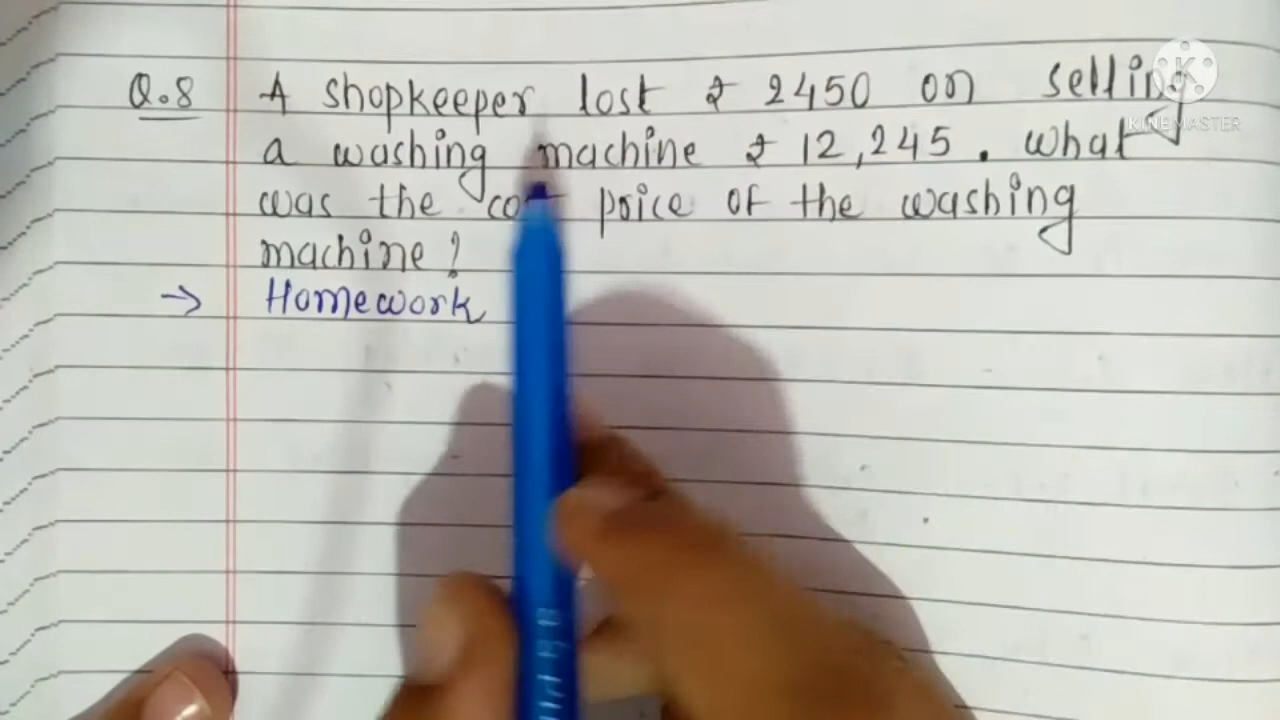 Q.8 A shopkeeper lost ₹ 2450 on selling
a washing machine ₹ 12,245. what
was the price of the washing
machine?
→ Homework
KINEMASTER